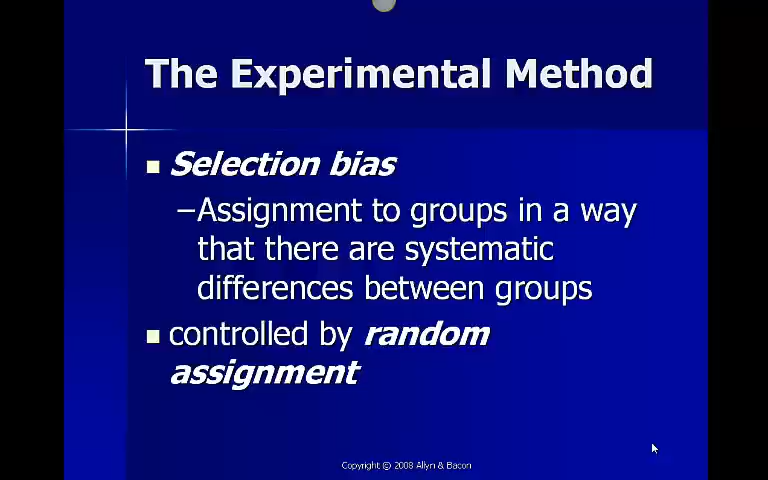 The Experimental Method
Selection bias
–Assignment to groups in a way
that there are systematic
differences between groups
controlled by random
assignment
Copyright © 2008 Allyn & Bacon